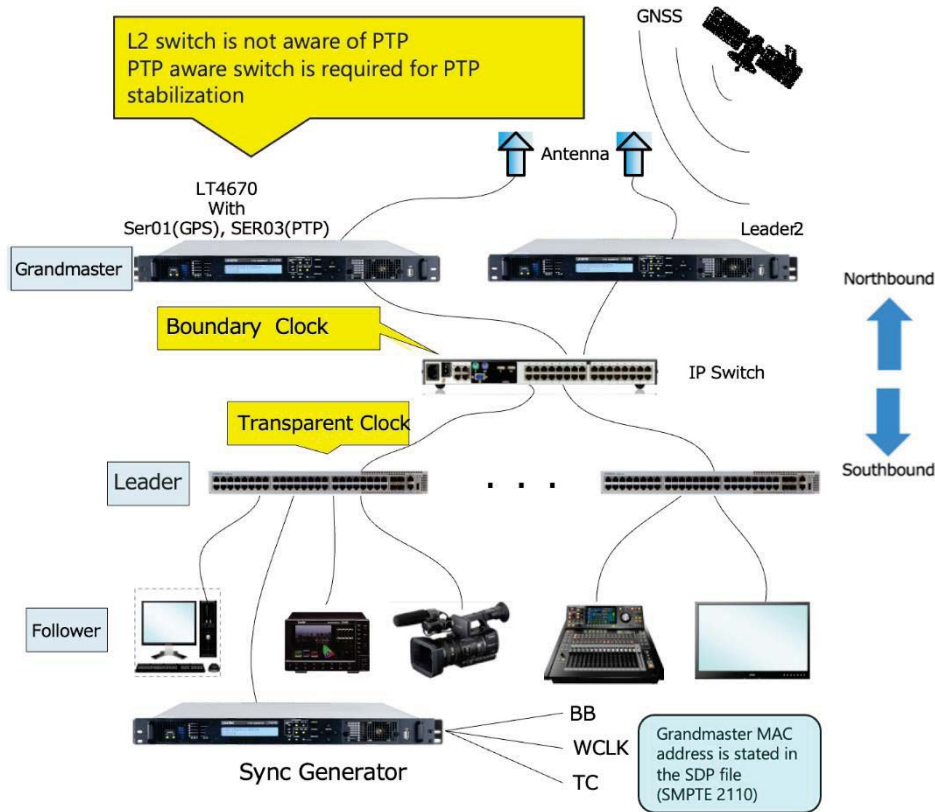 L2 switch is not aware of PTP
PTP aware switch is required for PTP
stabilization
GNSS
Antenna
LT4670
With
Ser01(GPS), SER03(PTP)
Leader2
Grandmaster
Northbound
Boundary Clock
IP Switch
Transparent Clock
Leader
. . .
Southbound
Follower
BB
WCLK
TC
Sync Generator
Grandmaster MAC
address is stated in
the SDP file
(SMPTE 2110)